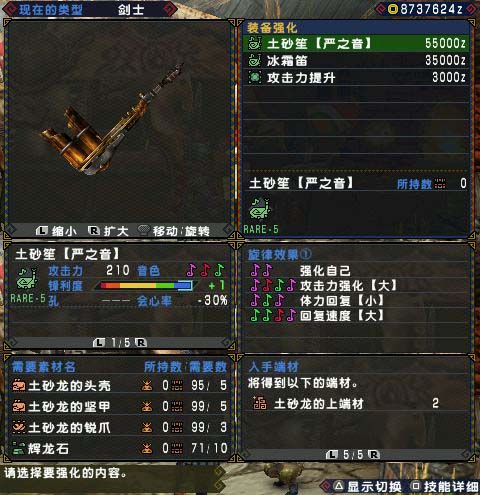 现在的类型 剑士
8737624z
装备强化
土砂笙【严之音】 55000z
冰霜笛 35000z
攻击力提升 3000z
土砂笙【严之音】 所持数 0
RARE-5
L 缩小 R 扩大 移动/旋转
土砂笙【严之音】
攻击力 210 音色
锋利度 +1
RARE-5 孔 --- 会心率 -30%
L 1/5 R
旋律效果①
强化自己
攻击力强化【大】
体力回复【小】
回复速度【大】
需要素材名 所持数 需要数
土砂龙的头壳 0 95/ 5
土砂龙的坚甲 0 99/ 5
土砂龙的锐爪 0 99/ 3
辉龙石 0 71/10
入手端材
将得到以下的端材。
土砂龙的上端材 2
L 5/5 R
请选择要强化的内容。
显示切换 技能详细